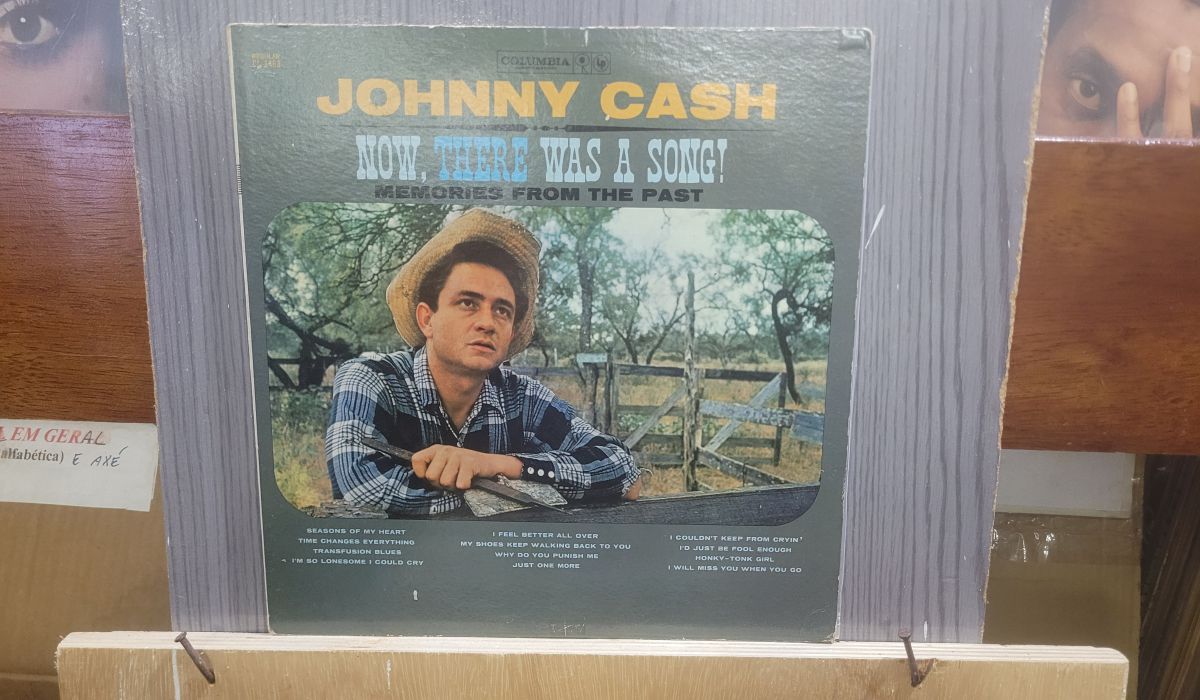 REGULAR
CL 1463
COLUMBIA
JOHNNY CASH
NOW, THERE WAS A SONG!
MEMORIES FROM THE PAST
SEASONS OF MY HEART
TIME CHANGES EVERYTHING
TRANSFUSION BLUES
I'M SO LONESOME I COULD CRY
I FEEL BETTER ALL OVER
MY SHOES KEEP WALKING BACK TO YOU
WHY DO YOU PUNISH ME
JUST ONE MORE
I COULDN'T KEEP FROM CRYIN'
I'D JUST BE FOOL ENOUGH
HONKY-TONK GIRL
I WILL MISS YOU WHEN YOU GO
EM GERAL
E AXÉ